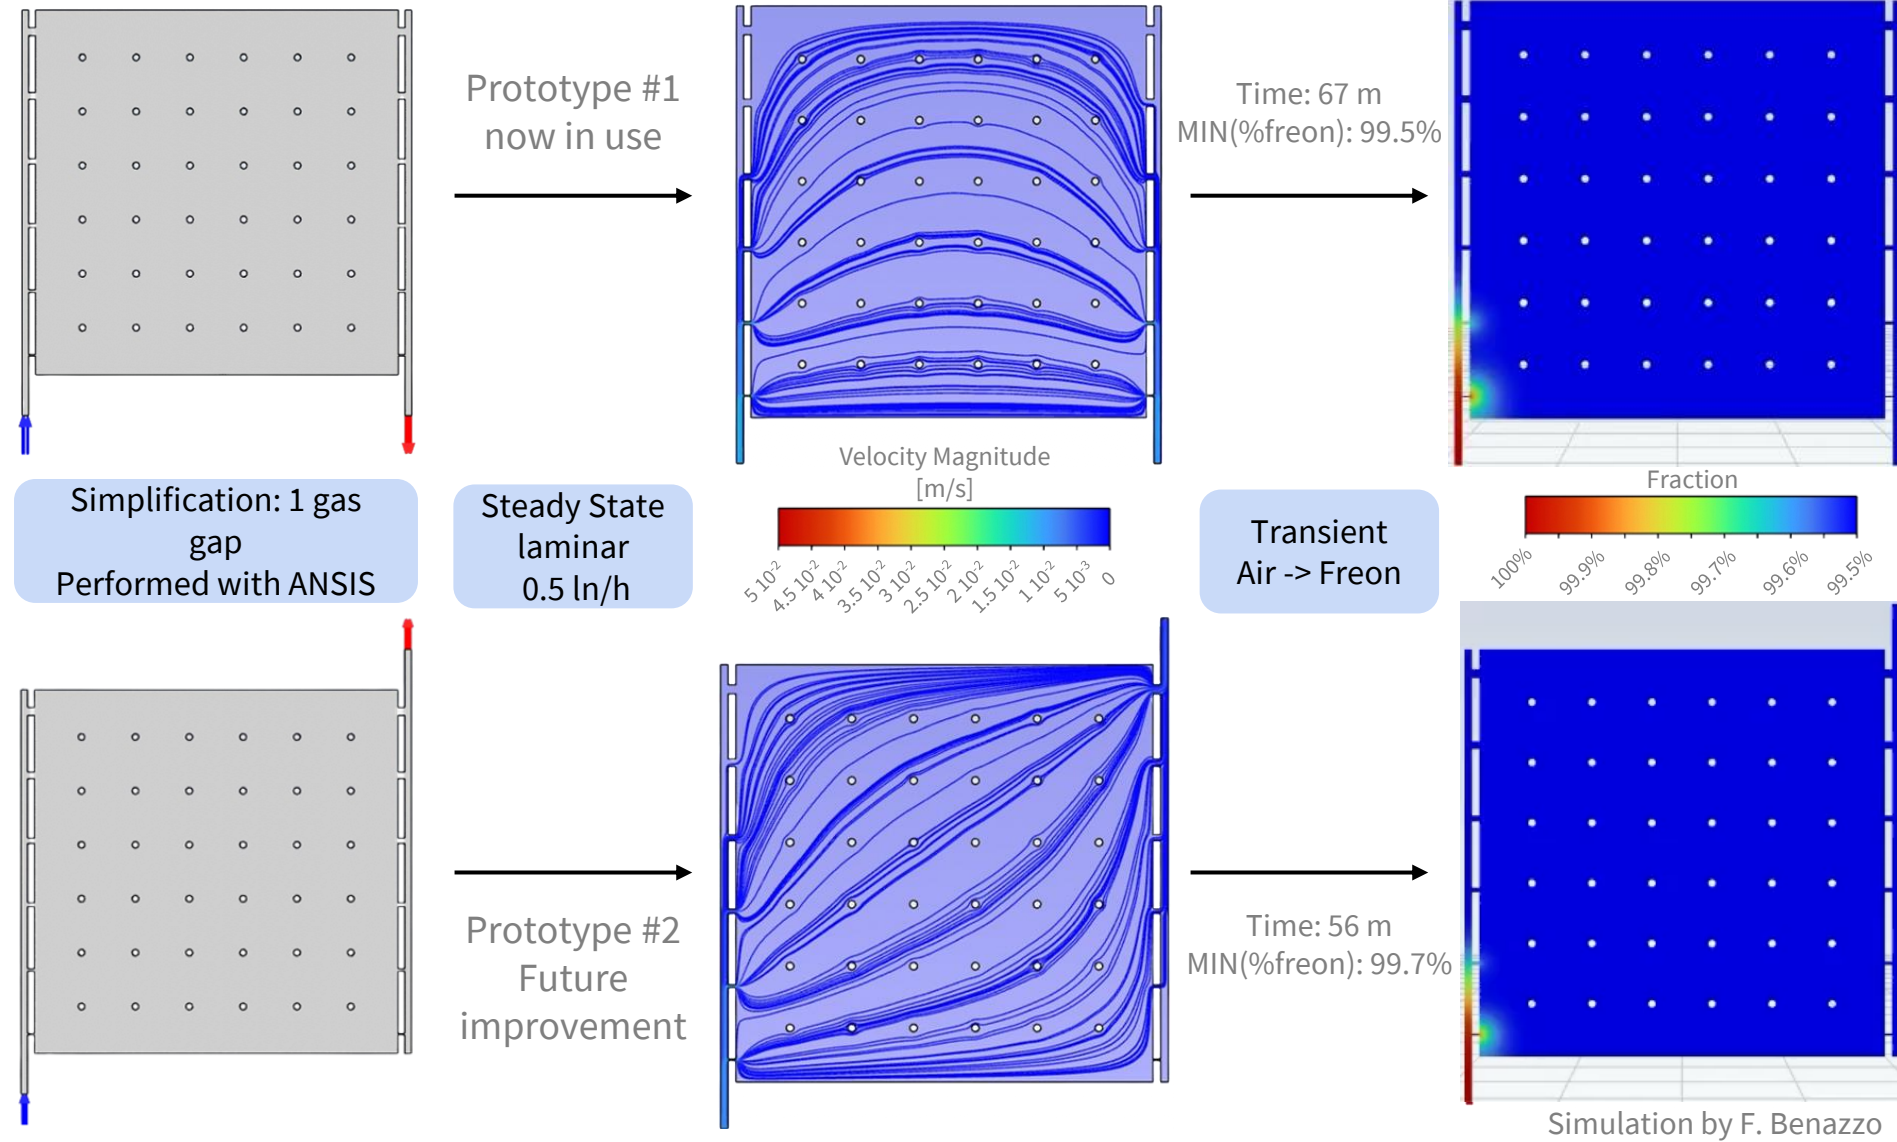 Prototype #1
now in use
Time: 67 m
MIN(%freon): 99.5%
Simplification: 1 gas
gap
Performed with ANSIS
Steady State
laminar
0.5 ln/h
Velocity Magnitude
[m/s]
5 10⁻² 4.5 10⁻² 4 10⁻² 3.5 10⁻² 3 10⁻² 2.5 10⁻² 2 10⁻² 1.5 10⁻² 1 10⁻² 5 10⁻³ 0
Transient
Air -> Freon
Fraction
100% 99.9% 99.8% 99.7% 99.6% 99.5%
Prototype #2
Future
improvement
Time: 56 m
MIN(%freon): 99.7%
Simulation by F. Benazzo